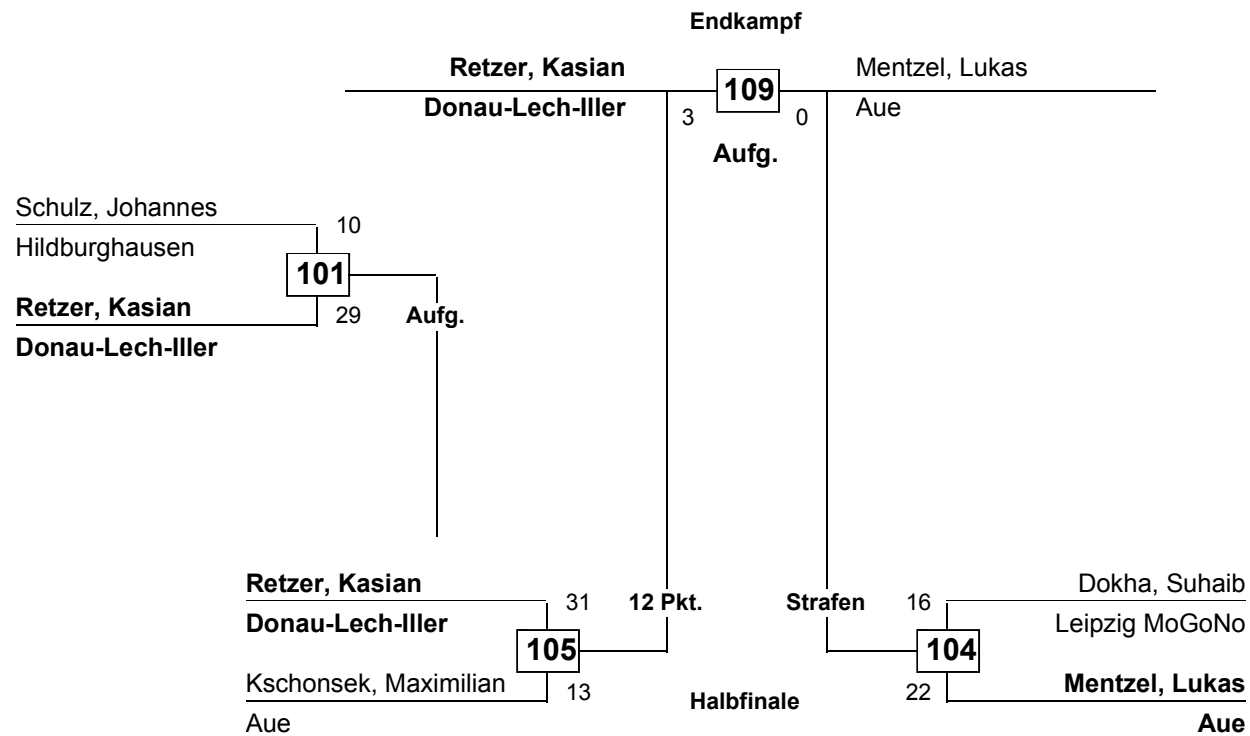 Endkampf
Retzer, Kasian
Donau-Lech-Iller
3
109
0
Aufg.
Mentzel, Lukas
Aue
Schulz, Johannes
Hildburghausen
10
101
Retzer, Kasian
Donau-Lech-Iller
29
Aufg.
Retzer, Kasian
Donau-Lech-Iller
31
12 Pkt.
105
Kschonsek, Maximilian
Aue
13
Halbfinale
Strafen
16
Dokha, Suhaib
Leipzig MoGoNo
104
22
Mentzel, Lukas
Aue